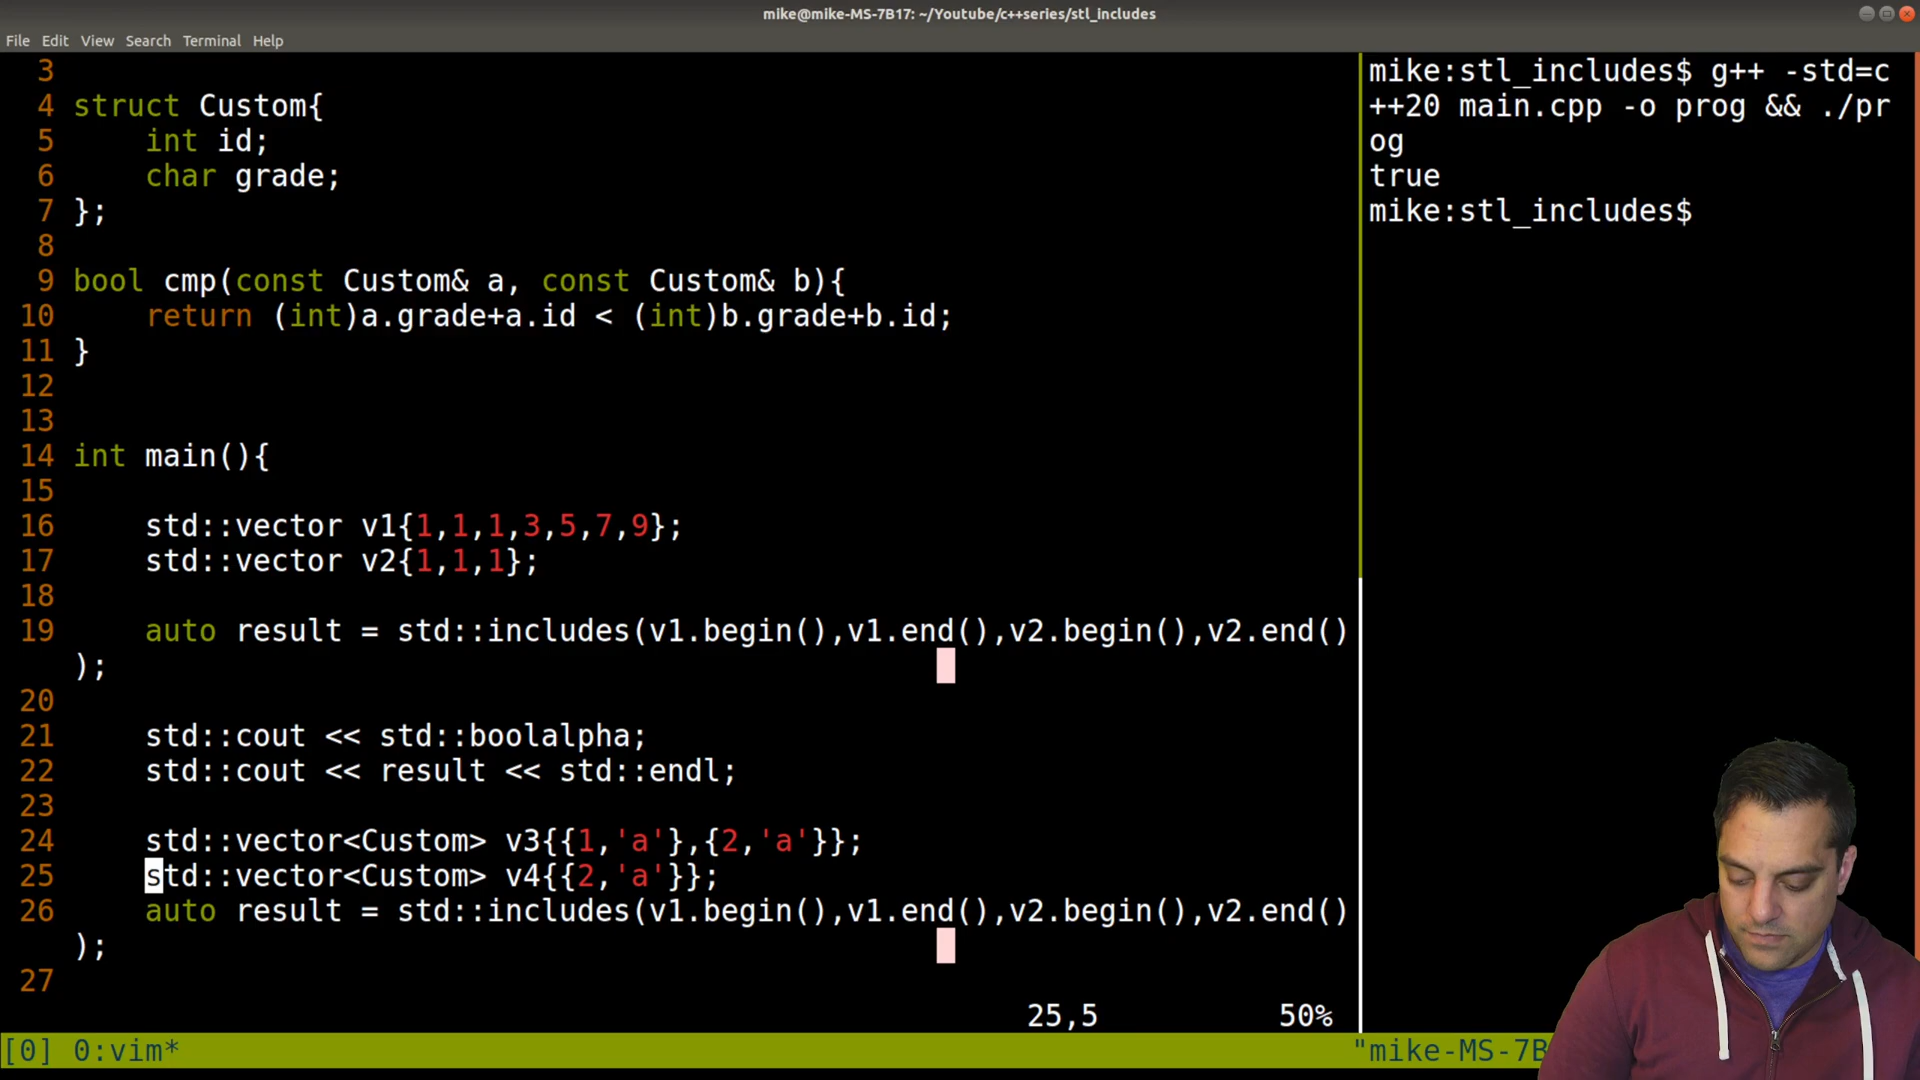 mike@mike-MS-7B17: ~/Youtube/c++series/stl_includes
File Edit View Search Terminal Help
3
4 struct Custom{
5     int id;
6     char grade;
7 };
8
9 bool cmp(const Custom& a, const Custom& b){
10     return (int)a.grade+a.id < (int)b.grade+b.id;
11 }
12
13
14 int main(){
15
16     std::vector v1{1,1,1,3,5,7,9};
17     std::vector v2{1,1,1};
18
19     auto result = std::includes(v1.begin(),v1.end(),v2.begin(),v2.end()
);
20
21     std::cout << std::boolalpha;
22     std::cout << result << std::endl;
23
24     std::vector<Custom> v3{{1,'a'},{2,'a'}};
25     std::vector<Custom> v4{{2,'a'}};
26     auto result = std::includes(v1.begin(),v1.end(),v2.begin(),v2.end()
);
27
25,5 50%
mike:stl_includes$ g++ -std=c
++20 main.cpp -o prog && ./pr
og
true
mike:stl_includes$
[0] 0:vim* "mike-MS-7B